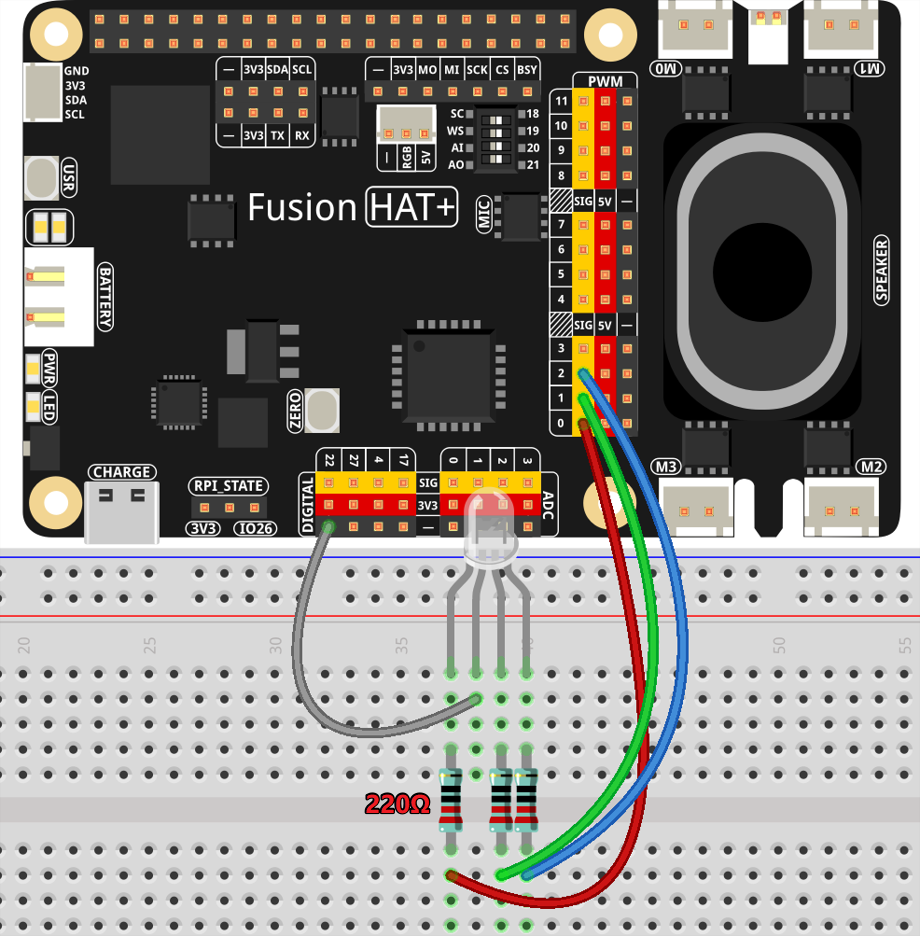 GND
3V3
SDA
SCL
— 3V3 SDA SCL
— 3V3 TX RX
— 3V3 MO MI SCK CS BSY
— RGB 5V
SC 18
WS 19
AI 20
AO 21
PWM
11
10
9
8
SIG 5V —
7
6
5
4
SIG 5V —
3
2
1
0
M0
M1
USR
Fusion HAT+
MIC
SPEAKER
BATTERY
PWR
LED
ZERO
CHARGE
RPI_STATE
3V3 IO26
22 27 4 17
0 1 2 3
DIGITAL
SIG
3V3
—
ADC
M3
M2
20 25 30 35 40 50 55
220Ω